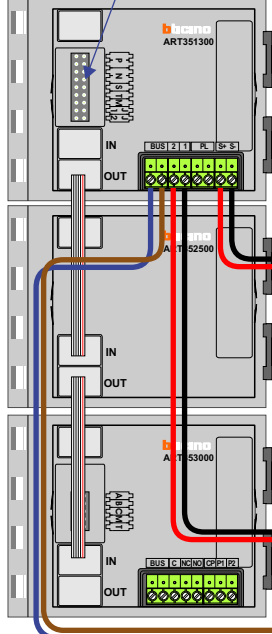 bticino
ART351300
P N S T M J J
1 2
IN
OUT
BUS 2 1 PL S+ S-
ART352500
IN
OUT
bticino
ART353000
A B C M T
IN
OUT
BUS C NC NO CP P1 P2